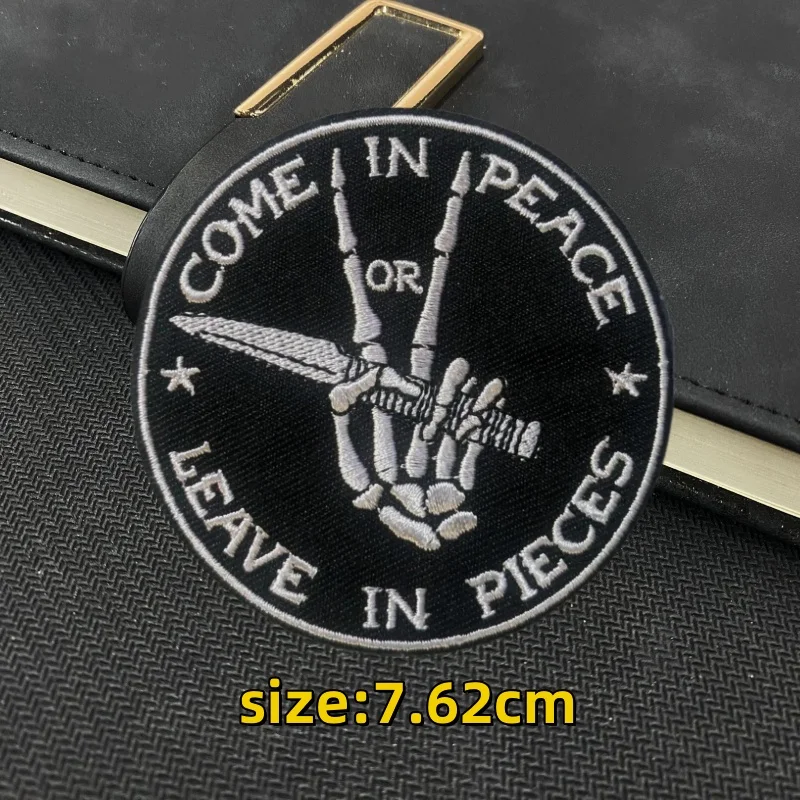 COME IN PEACE
OR
LEAVE IN PIECES
size:7.62cm